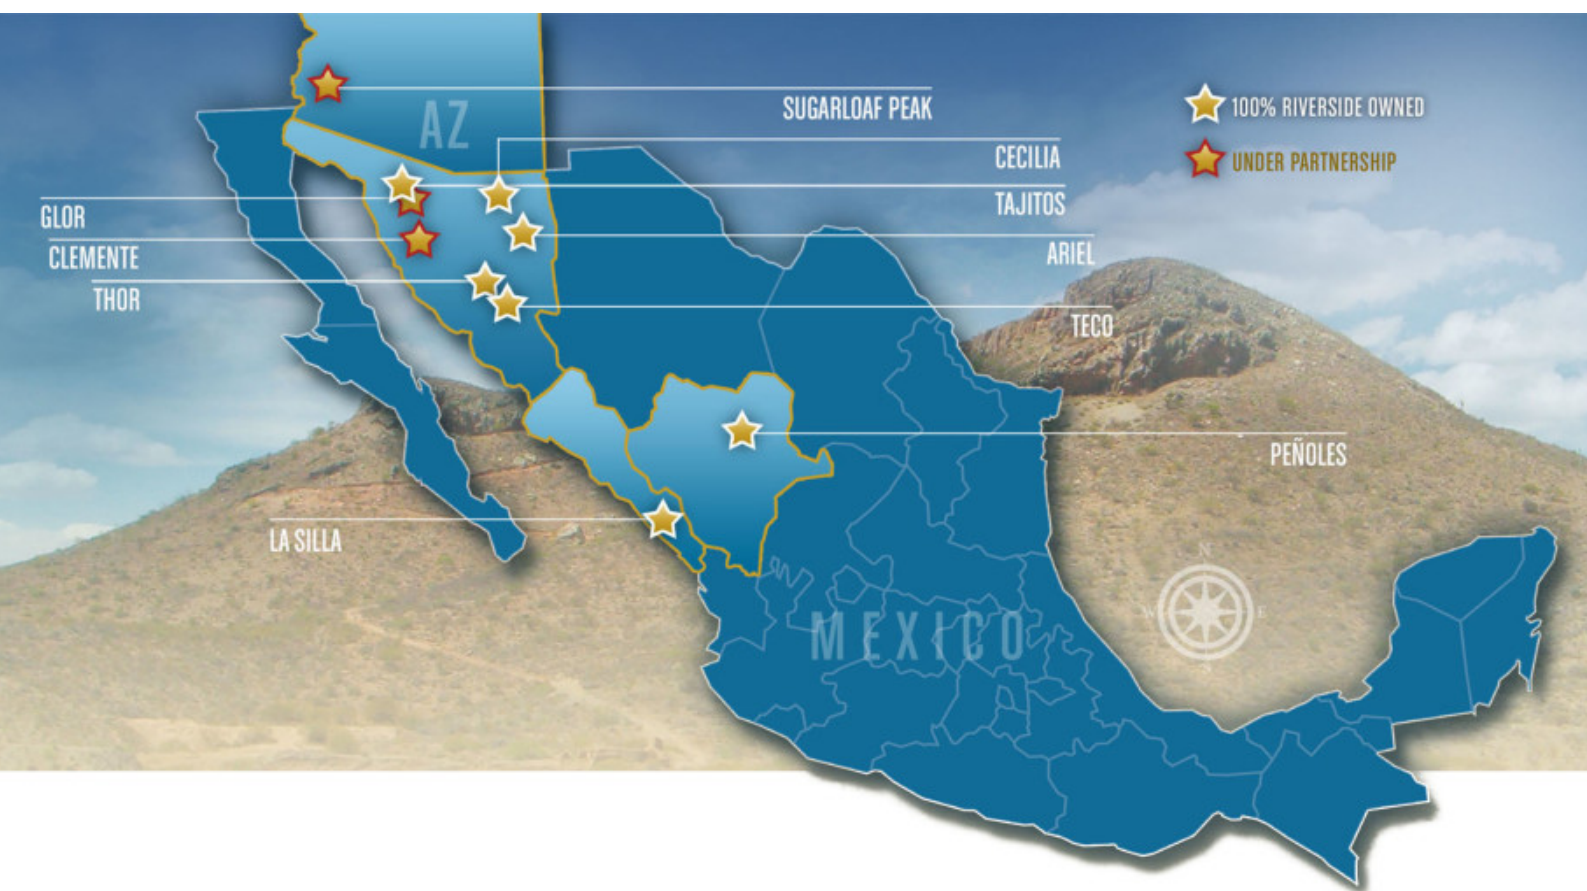 AZ
SUGARLOAF PEAK
100% RIVERSIDE OWNED
CECILIA
UNDER PARTNERSHIP
TAJITOS
GLOR
ARIEL
CLEMENTE
THOR
TECO
PEÑOLES
LA SILLA
N
W
E
S
MEXICO